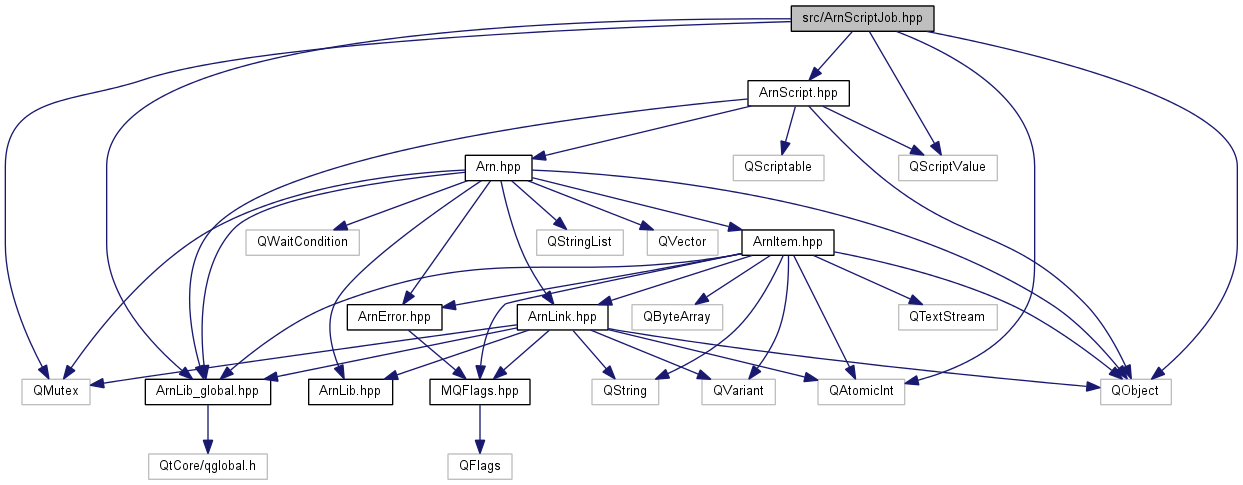 src/ArnScriptJob.hpp
ArnScript.hpp
Arn.hpp
QScriptable
QScriptValue
QWaitCondition
QStringList
QVector
ArnItem.hpp
ArnError.hpp
ArnLink.hpp
QByteArray
QTextStream
QMutex
ArnLib_global.hpp
ArnLib.hpp
MQFlags.hpp
QString
QVariant
QAtomicInt
QObject
QtCore/qglobal.h
QFlags